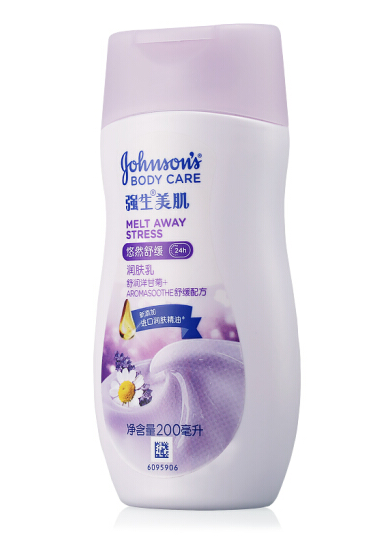 Johnson's®
BODY CARE
强生®美肌
MELT AWAY
STRESS
悠然舒缓 24h
润肤乳
舒润洋甘菊+
AROMASOOTHE舒缓配方
新添加
进口润肤精油*
净含量200毫升
6095906